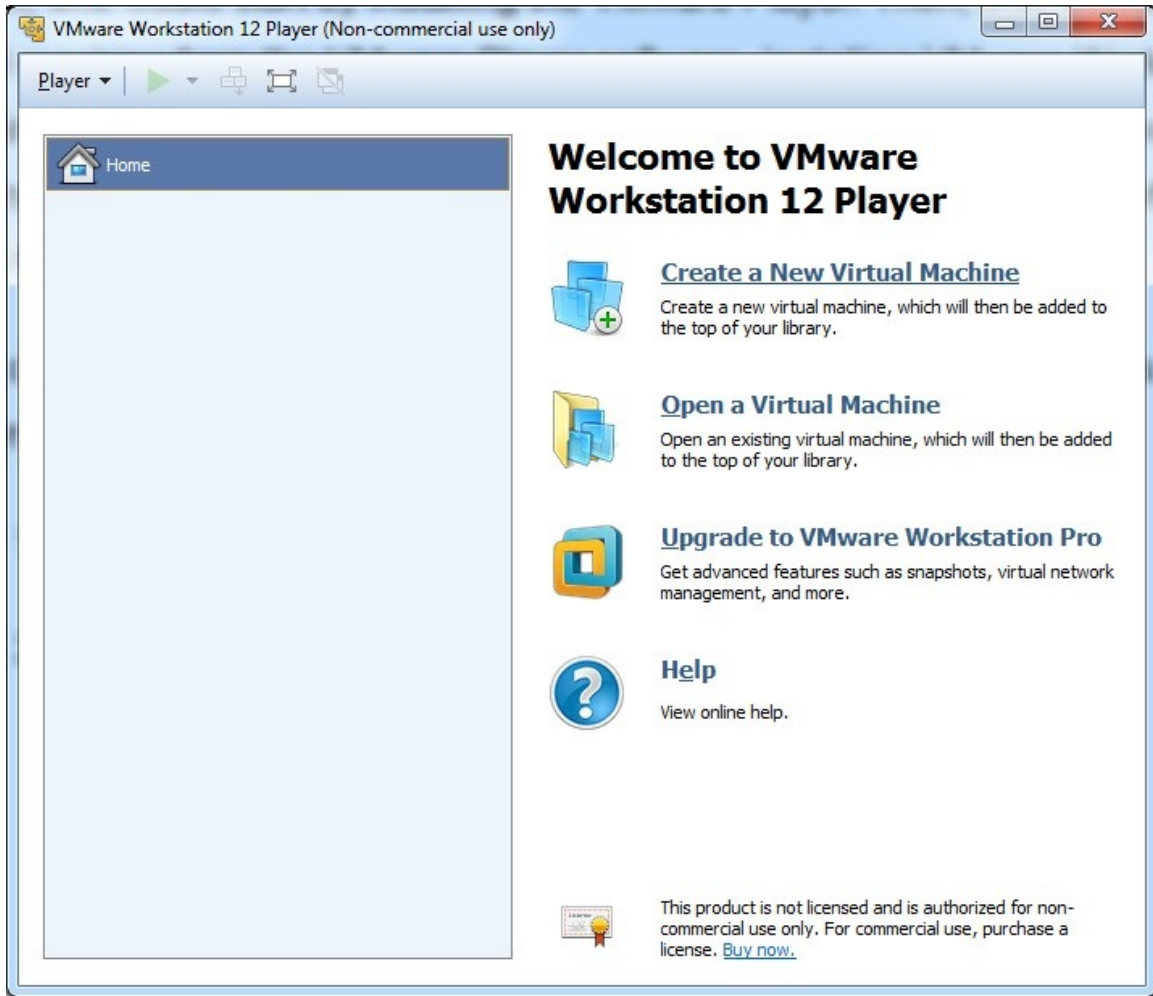 VMware Workstation 12 Player (Non-commercial use only)
Player
Home
Welcome to VMware
Workstation 12 Player
Create a New Virtual Machine
Create a new virtual machine, which will then be added to
the top of your library.
Open a Virtual Machine
Open an existing virtual machine, which will then be added
to the top of your library.
Upgrade to VMware Workstation Pro
Get advanced features such as snapshots, virtual network
management, and more.
Help
View online help.
This product is not licensed and is authorized for non-
commercial use only. For commercial use, purchase a
license. Buy now.